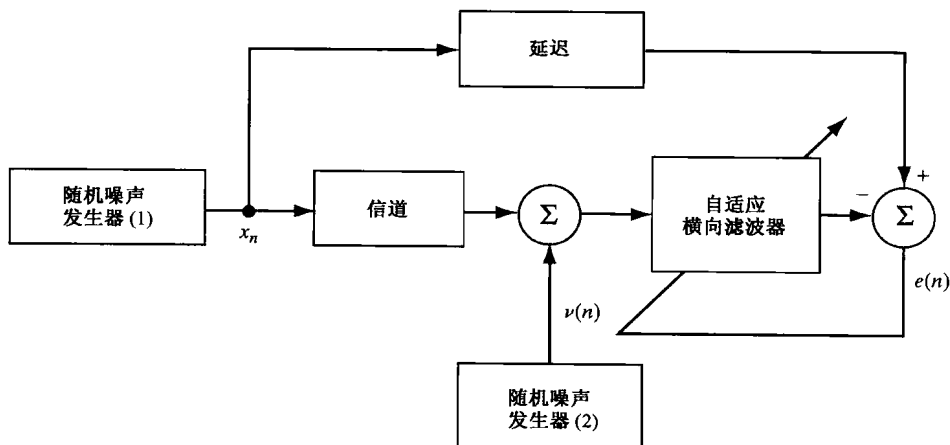 延迟
随机噪声
发生器 (1)
x_n
信道
Σ
自适应
横向滤波器
−
+
Σ
e(n)
ν(n)
随机噪声
发生器 (2)